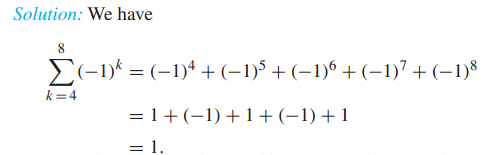 Solution: We have
8
∑(−1)ᵏ = (−1)⁴ + (−1)⁵ + (−1)⁶ + (−1)⁷ + (−1)⁸
k=4
= 1 + (−1) + 1 + (−1) + 1
= 1.